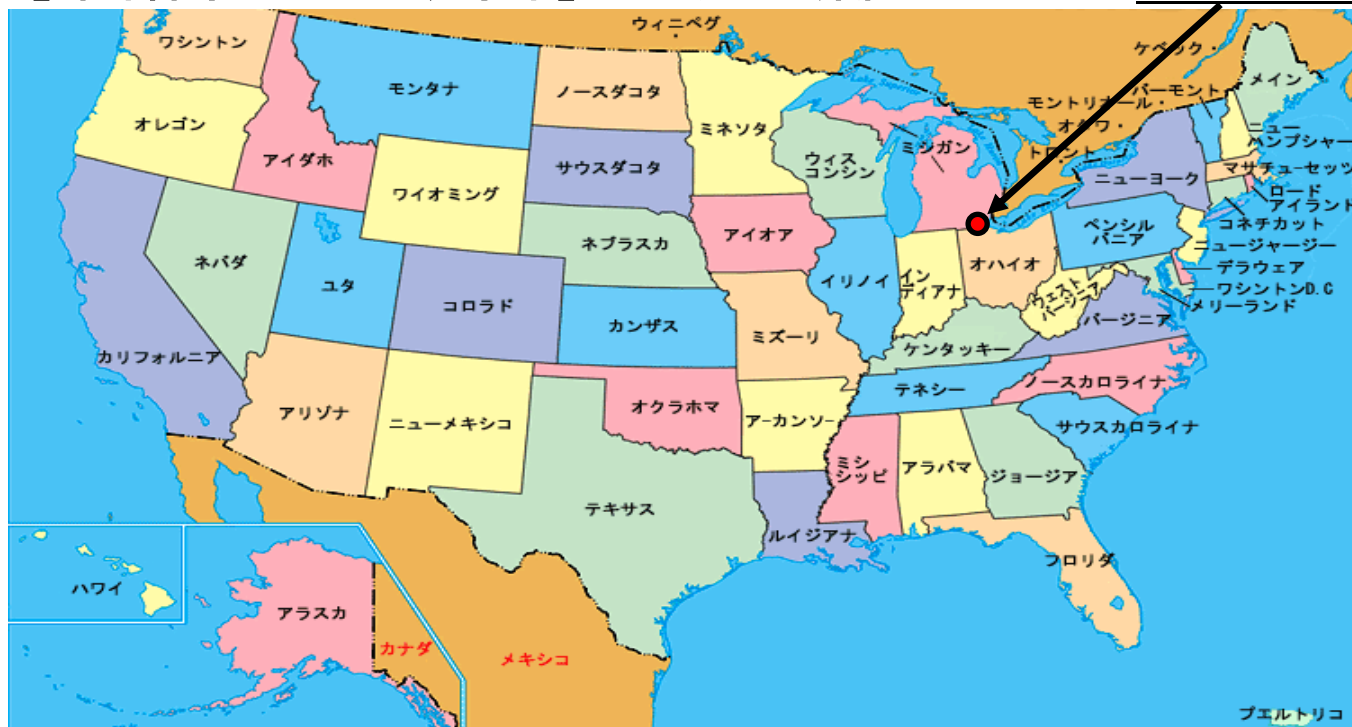 ウィニペグ
ワシントン
モンタナ
ノースダコタ
ミネソタ
ケベック
メイン
バーモント
モントリオール
オタワ
トロント
ニュー
ハンプシャー
オレゴン
アイダホ
サウスダコタ
ウィス
コンシン
ミシガン
Lake Superior
マサチューセッツ
ニューヨーク
ロード
アイランド
コネチカット
ワイオミング
アイオア
ペンシル
バニア
ニュージャージー
ネブラスカ
ネバダ
ユタ
コロラド
イリノイ
イン
ディアナ
オハイオ
デラウェア
ワシントンD.C
メリーランド
ウェスト
バージニア
バージニア
カンザス
ミズーリ
カリフォルニア
ケンタッキー
テネシー
ノースカロライナ
アリゾナ
ニューメキシコ
オクラホマ
アーカンソー
サウスカロライナ
ミシ
シッピ
アラバマ
ジョージア
テキサス
ルイジアナ
フロリダ
ハワイ
アラスカ
カナダ
メキシコ
プエルトリコ